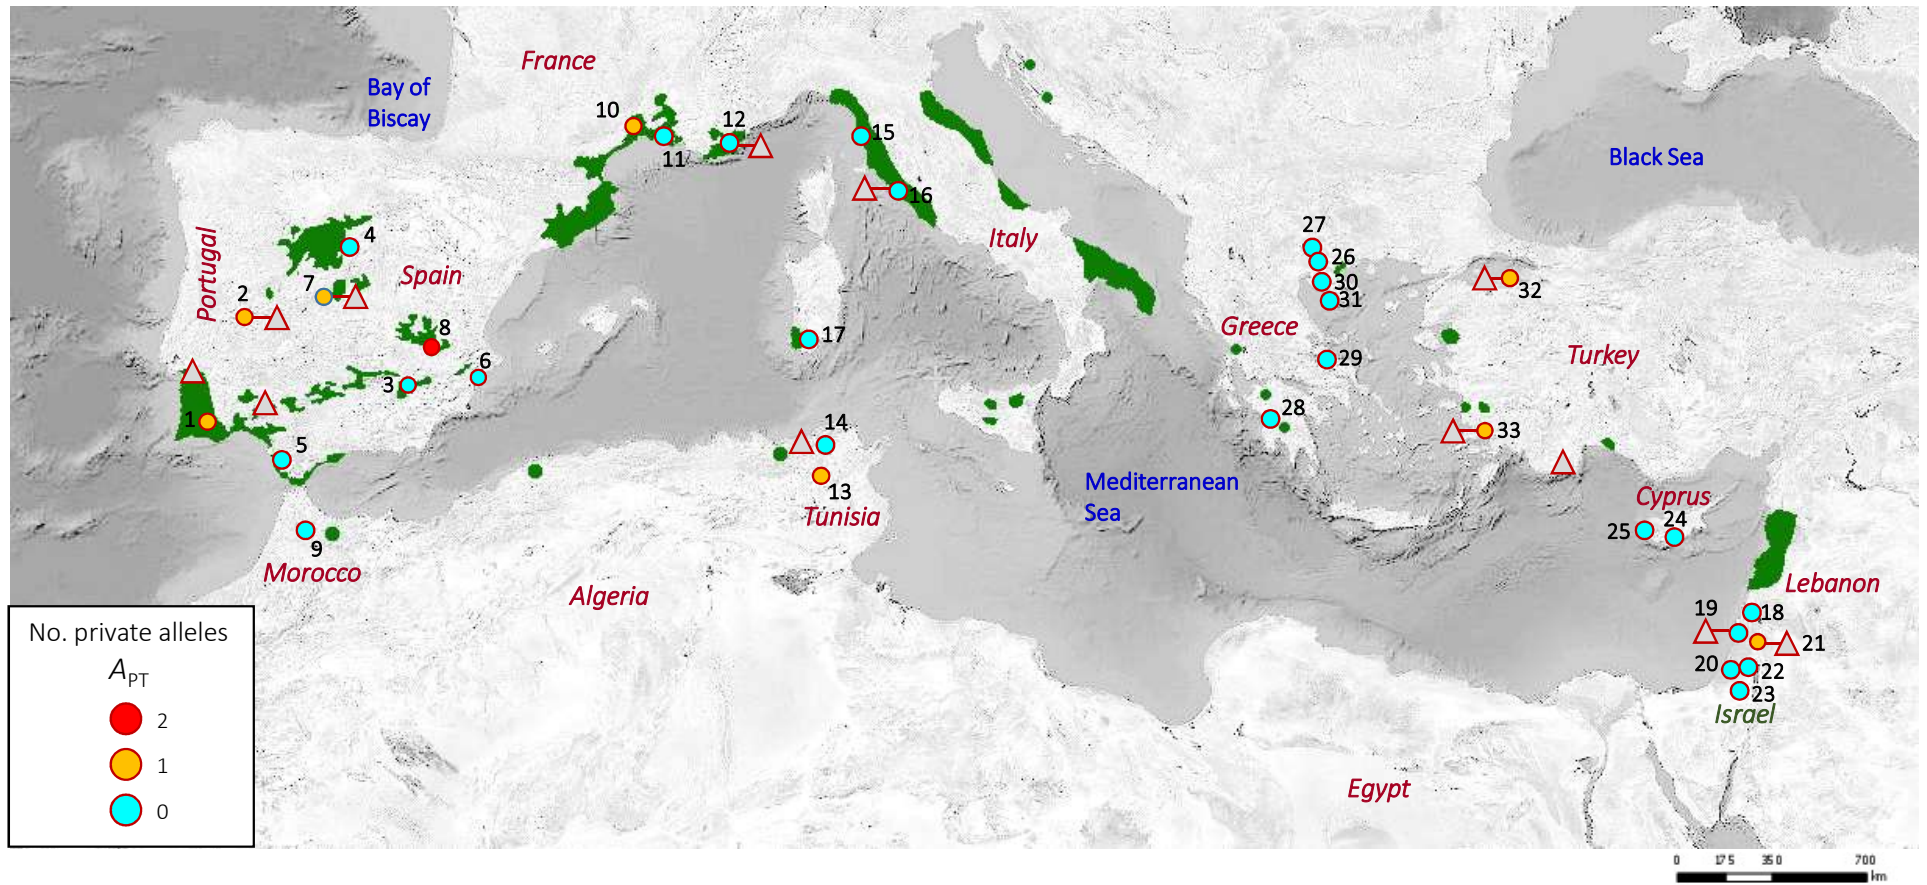 France
Bay of
Biscay
10
11
12
15
16
Black Sea
Portugal
4
Spain
7
2
8
3
6
1
5
9
Morocco
Italy
17
14
13
Tunisia
Algeria
27
26
30
31
Greece
29
28
32
Turkey
33
Mediterranean
Sea
Cyprus
25
24
Lebanon
19
18
21
20
22
23
Israel
Egypt
No. private alleles
APT
2
1
0
0 175 350 700
km